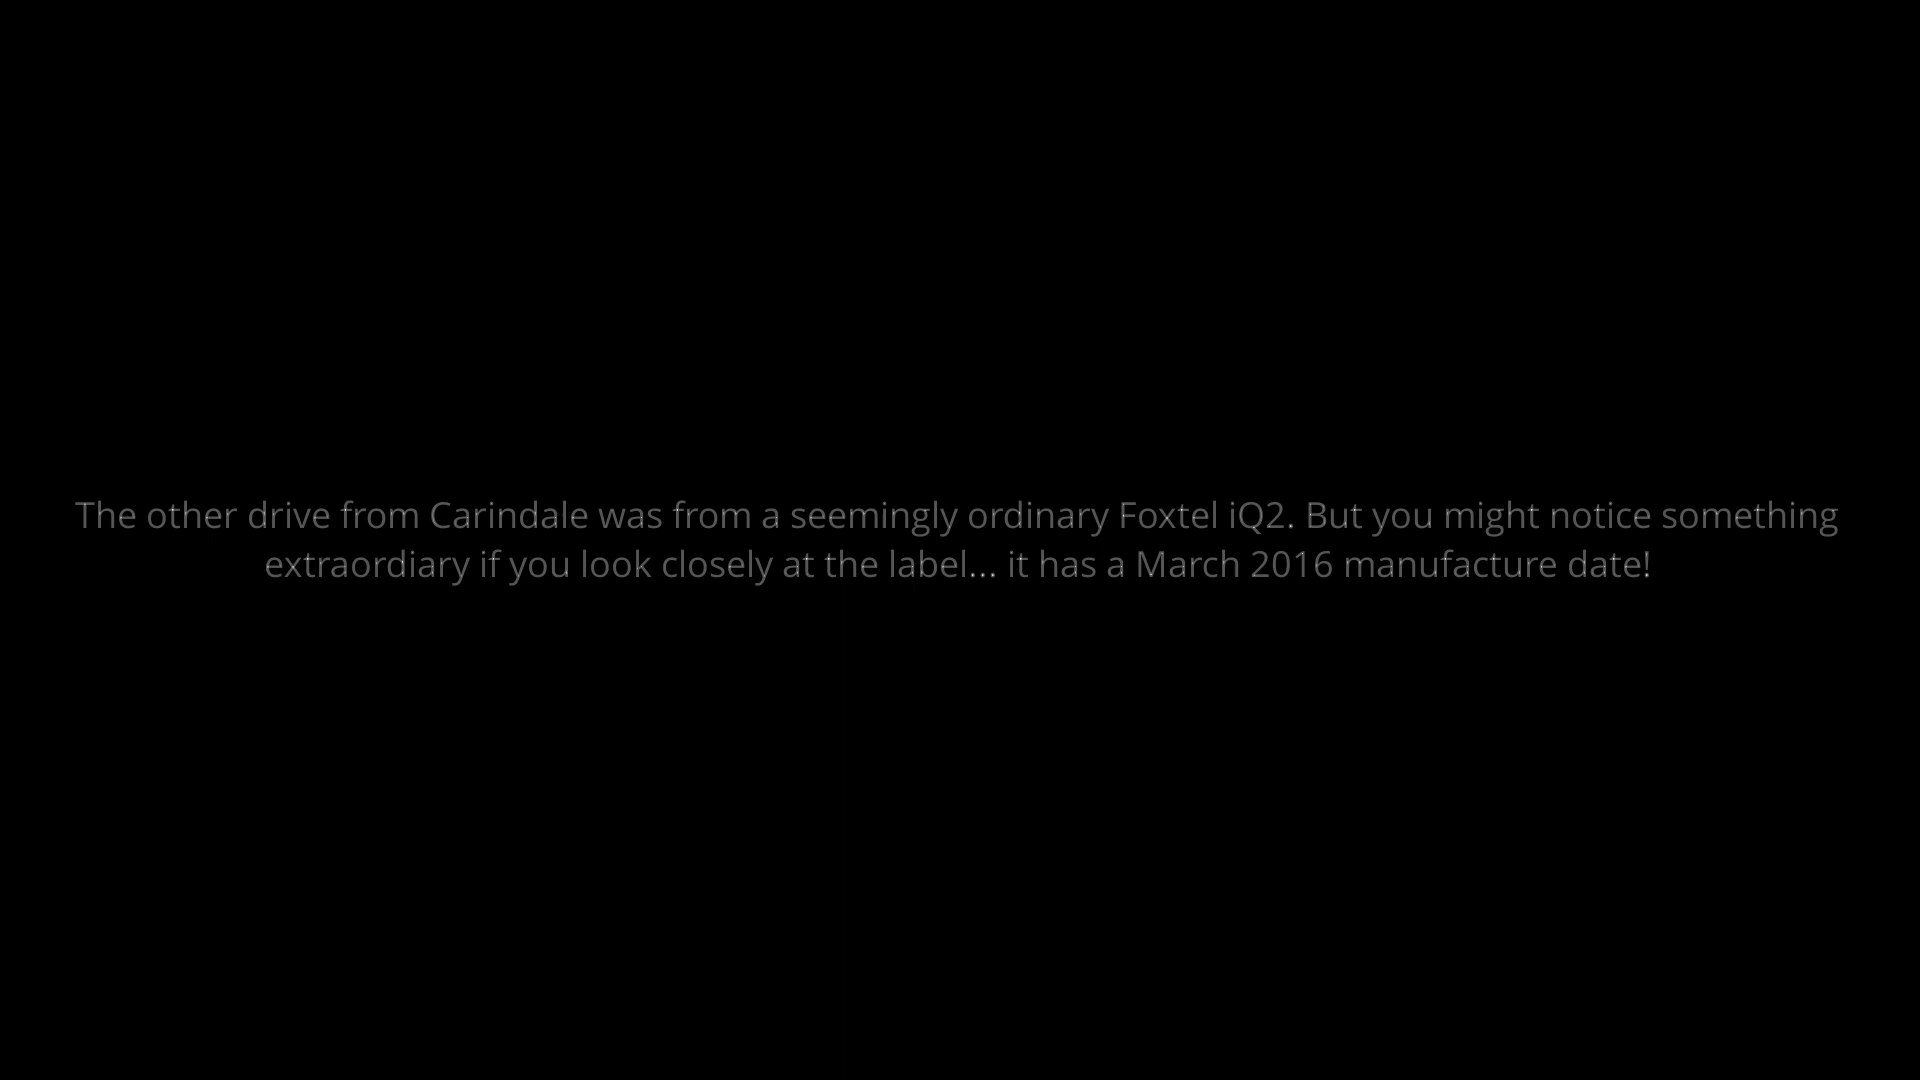 The other drive from Carindale was from a seemingly ordinary Foxtel iQ2. But you might notice something
extraordiary if you look closely at the label... it has a March 2016 manufacture date!